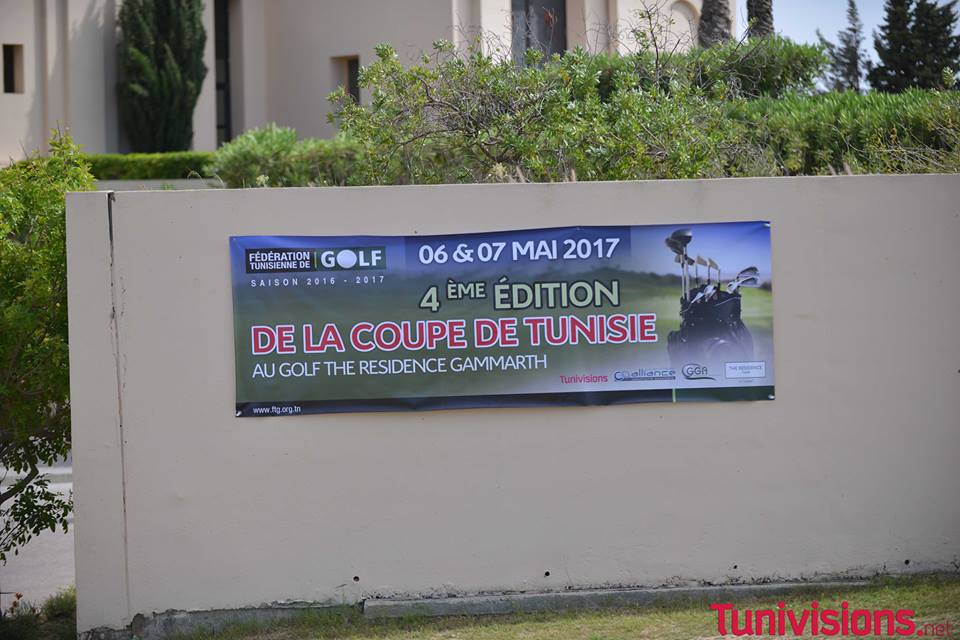 FÉDÉRATION
TUNISIENNE DE
GOLF
SAISON 2016 - 2017
06 & 07 MAI 2017
4 ÈME ÉDITION
DE LA COUPE DE TUNISIE
AU GOLF THE RESIDENCE GAMMARTH
Tunivisions
alliance
GGA
THE RESIDENCE
www.ftg.org.tn
Tunivisions.net